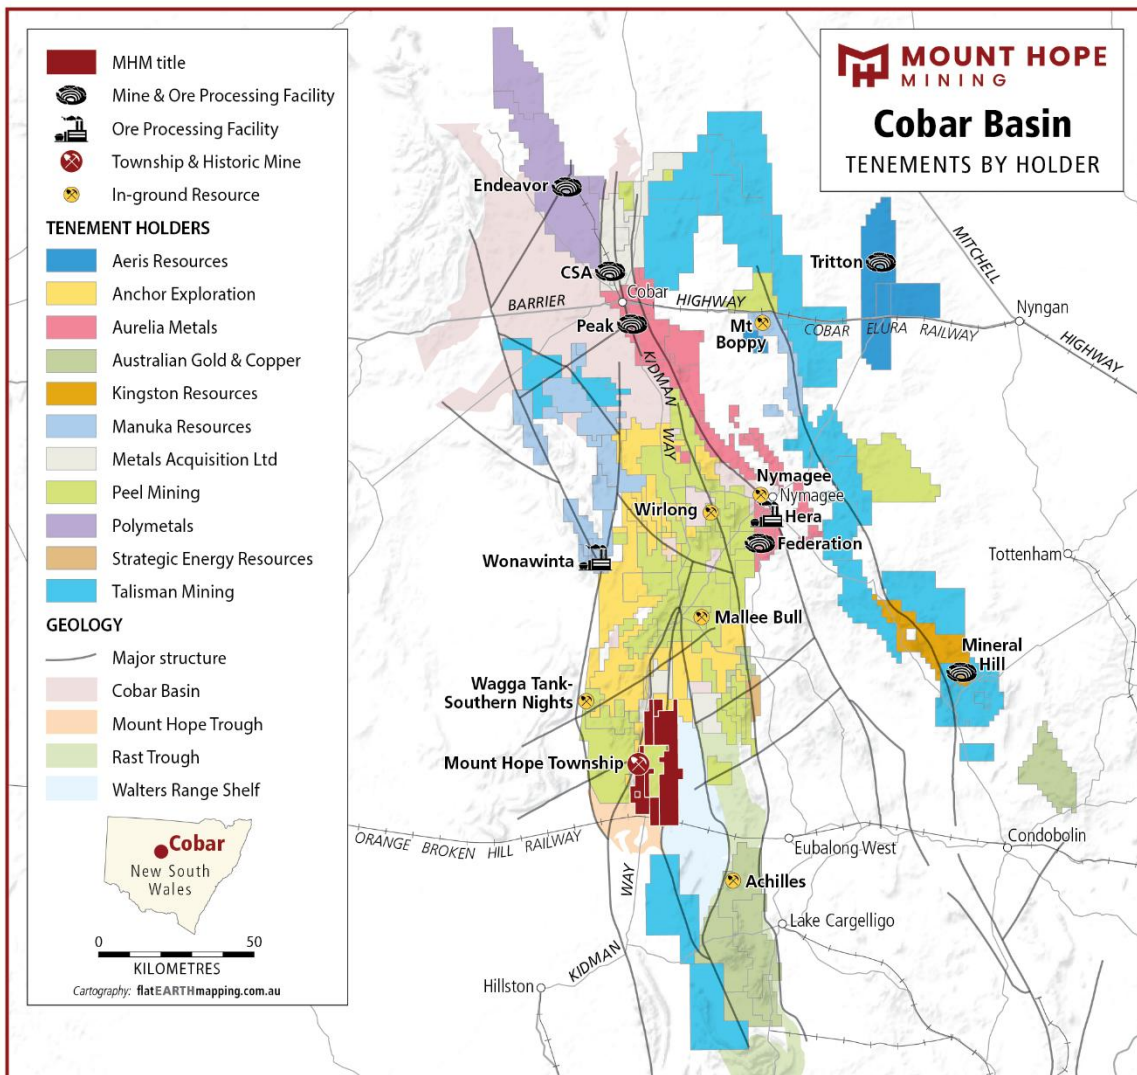 MHM title
Mine & Ore Processing Facility
Ore Processing Facility
Township & Historic Mine
In-ground Resource
TENEMENT HOLDERS
Aeris Resources
Anchor Exploration
Aurelia Metals
Australian Gold & Copper
Kingston Resources
Manuka Resources
Metals Acquisition Ltd
Peel Mining
Polymetals
Strategic Energy Resources
Talisman Mining
GEOLOGY
Major structure
Cobar Basin
Mount Hope Trough
Rast Trough
Walters Range Shelf
Cobar
New South
Wales
0 50
KILOMETRES
Cartography: flatEARTHmapping.com.au
MOUNT HOPE
MINING
Cobar Basin
TENEMENTS BY HOLDER
Endeavor
CSA
Cobar
BARRIER HIGHWAY
Peak
Mt
Boppy
Tritton
MITCHELL
HIGHWAY
Nyngan
COBAR ELURA RAILWAY
KIDMAN
WAY
Nymagee
Nymagee
Hera
Wirlong
Federation
Wonawinta
Tottenham
Mallee Bull
Mineral
Hill
Wagga Tank-
Southern Nights
Mount Hope Township
ORANGE BROKEN HILL RAILWAY
Eubalong West
Condobolin
WAY
Achilles
Lake Cargelligo
KIDMAN
Hillston